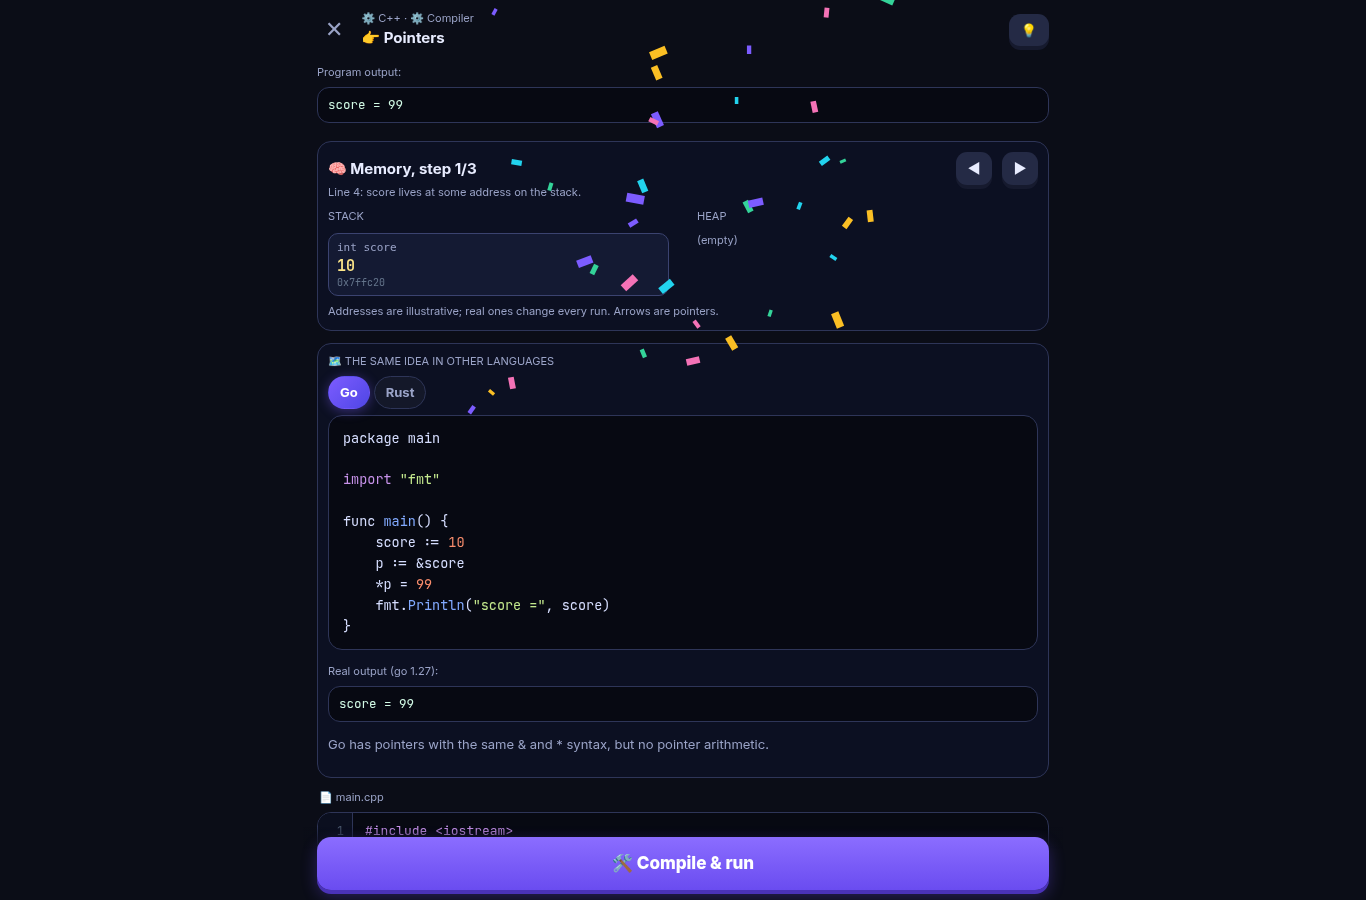 ⚙️ C++ · ⚙️ Compiler
👉 Pointers
Program output:
score = 99
🧠 Memory, step 1/3
Line 4: score lives at some address on the stack.
STACK
HEAP
int score
10
0x7ffc20
(empty)
Addresses are illustrative; real ones change every run. Arrows are pointers.
🗺️ THE SAME IDEA IN OTHER LANGUAGES
Go Rust
package main
import "fmt"
func main() {
    score := 10
    p := &score
    *p = 99
    fmt.Println("score =", score)
}
Real output (go 1.27):
score = 99
Go has pointers with the same & and * syntax, but no pointer arithmetic.
📄 main.cpp
1 #include <iostream>
🛠️ Compile & run